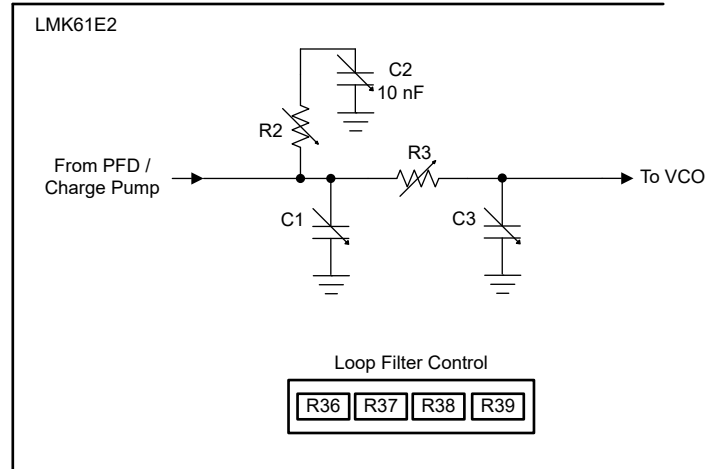 LMK61E2
C2
10 nF
R2
From PFD /
Charge Pump
R3
To VCO
C1
C3
Loop Filter Control
R36 R37 R38 R39